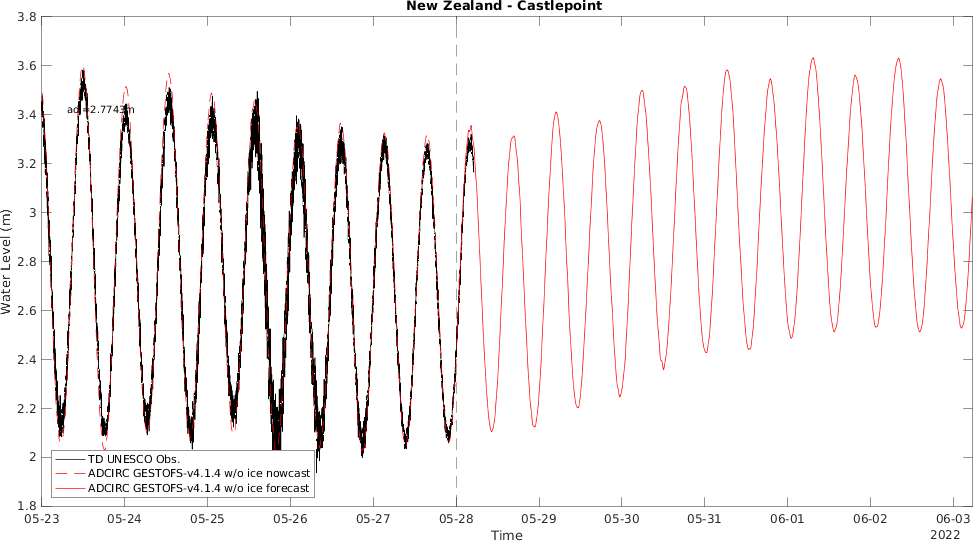 New Zealand - Castlepoint
3.8
3.6
3.4
3.2
3
2.8
2.6
2.4
2.2
2
1.8
Water Level (m)
ad =2.7743m
TD UNESCO Obs.
ADCIRC GESTOFS-v4.1.4 w/o ice nowcast
ADCIRC GESTOFS-v4.1.4 w/o ice forecast
05-23 05-24 05-25 05-26 05-27 05-28 05-29 05-30 05-31 06-01 06-02 06-03
Time
2022